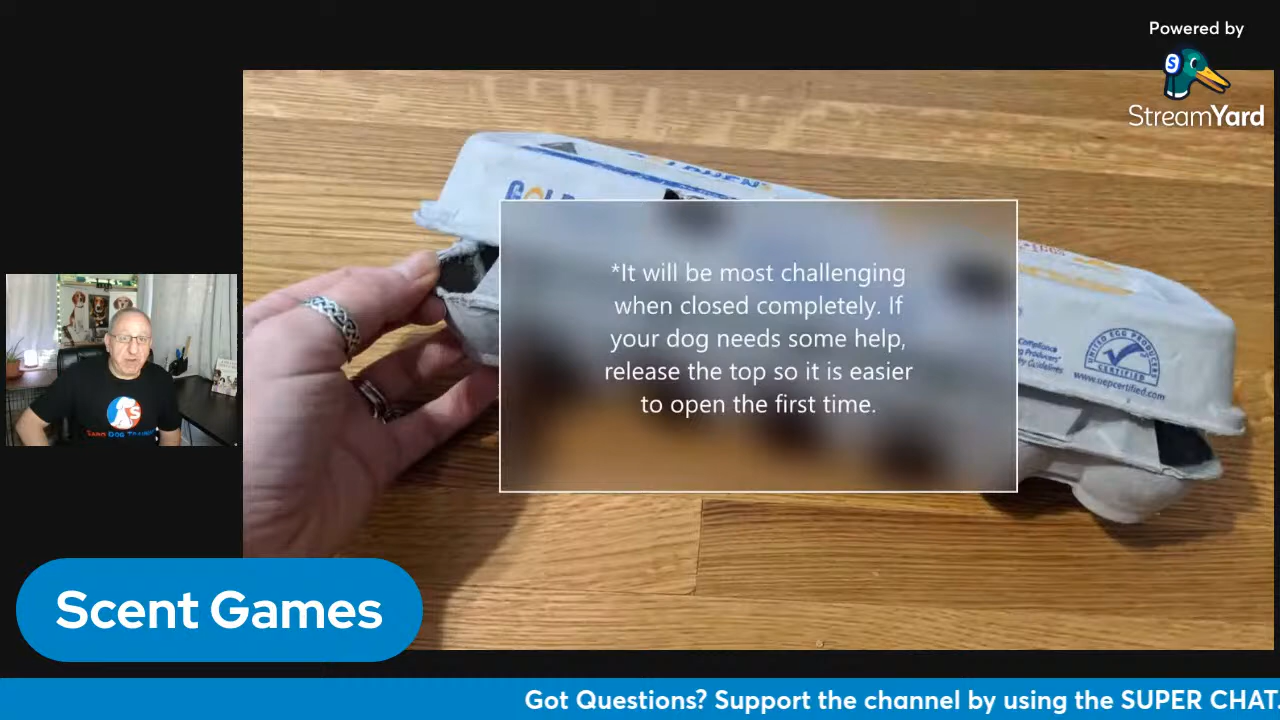 Powered by
S
StreamYard
*It will be most challenging
when closed completely. If
your dog needs some help,
release the top so it is easier
to open the first time.
UNITED EGG PRODUCERS
CERTIFIED
www.uepcertified.com
Compliance
S
Scent Games
Got Questions? Support the channel by using the SUPER CHAT.